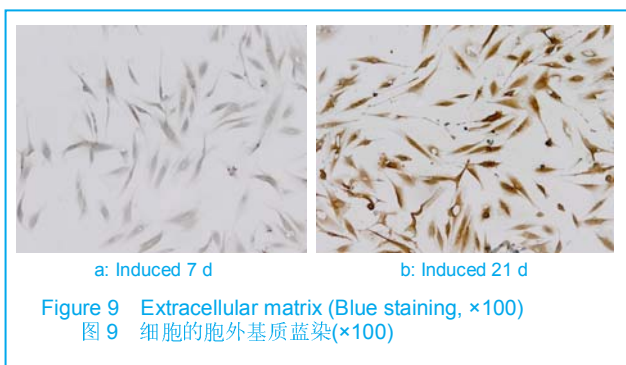 a: Induced 7 d
b: Induced 21 d
Figure 9 Extracellular matrix (Blue staining, ×100)
图 9 细胞的胞外基质蓝染(×100)